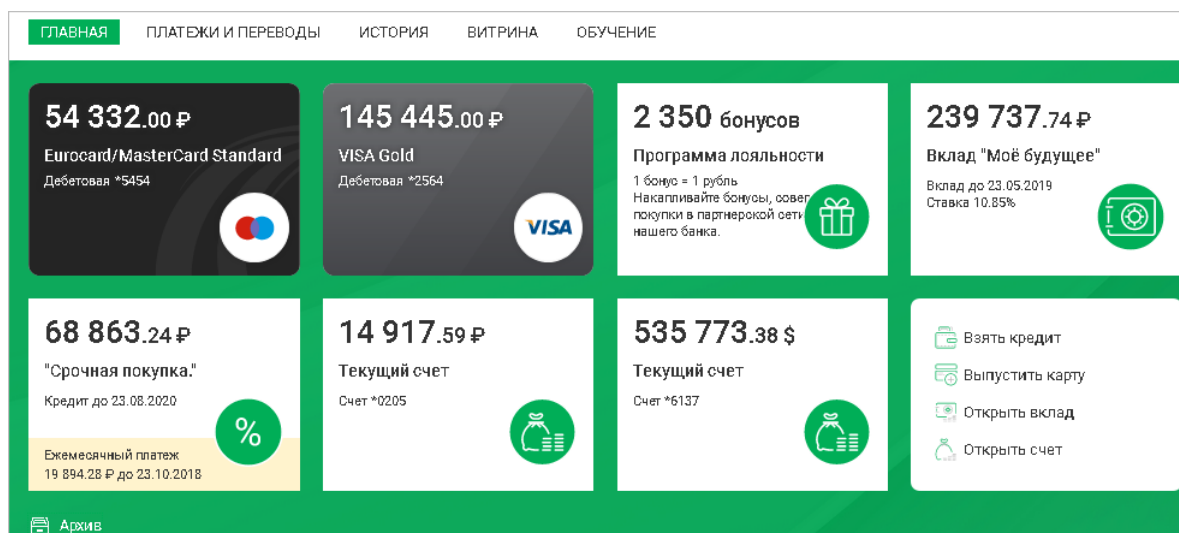 ГЛАВНАЯ ПЛАТЕЖИ И ПЕРЕВОДЫ ИСТОРИЯ ВИТРИНА ОБУЧЕНИЕ
54 332.00 ₽
Eurocard/MasterCard Standard
Дебетовая *5454
145 445.00 ₽
VISA Gold
Дебетовая *2564
VISA
2 350 бонусов
Программа лояльности
1 бонус = 1 рубль
Накапливайте бонусы,
покупки в партнерской сети
нашего банка.
239 737.74 ₽
Вклад "Моё будущее"
Вклад до 23.05.2019
Ставка 10.85%
68 863.24 ₽
"Срочная покупка."
Кредит до 23.08.2020
%
Ежемесячный платеж
19 894.28 ₽ до 23.10.2018
14 917.59 ₽
Текущий счет
Счет *0205
535 773.38 $
Текущий счет
Счет *6137
Взять кредит
Выпустить карту
Открыть вклад
Открыть счет
Архив